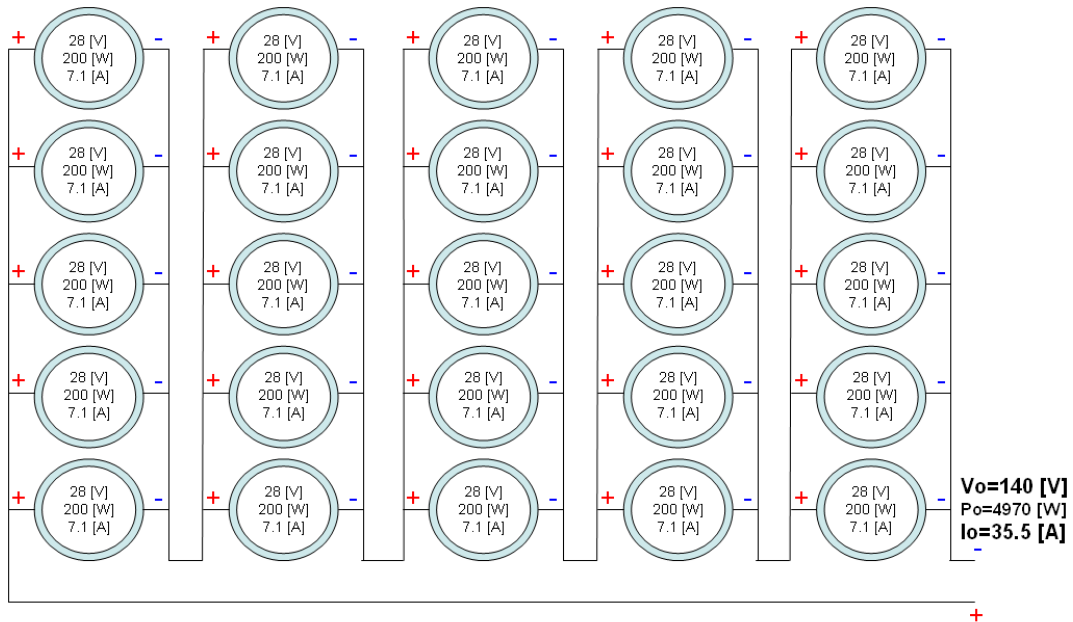 + - + - + - + - + -
28 [V] 28 [V] 28 [V] 28 [V] 28 [V]
200 [W] 200 [W] 200 [W] 200 [W] 200 [W]
7.1 [A] 7.1 [A] 7.1 [A] 7.1 [A] 7.1 [A]
+ - + - + - + - + -
28 [V] 28 [V] 28 [V] 28 [V] 28 [V]
200 [W] 200 [W] 200 [W] 200 [W] 200 [W]
7.1 [A] 7.1 [A] 7.1 [A] 7.1 [A] 7.1 [A]
+ - + - + - + - + -
28 [V] 28 [V] 28 [V] 28 [V] 28 [V]
200 [W] 200 [W] 200 [W] 200 [W] 200 [W]
7.1 [A] 7.1 [A] 7.1 [A] 7.1 [A] 7.1 [A]
+ - + - + - + - + -
28 [V] 28 [V] 28 [V] 28 [V] 28 [V]
200 [W] 200 [W] 200 [W] 200 [W] 200 [W]
7.1 [A] 7.1 [A] 7.1 [A] 7.1 [A] 7.1 [A]
+ - + - + - + - + -
28 [V] 28 [V] 28 [V] 28 [V] 28 [V]
200 [W] 200 [W] 200 [W] 200 [W] 200 [W]
7.1 [A] 7.1 [A] 7.1 [A] 7.1 [A] 7.1 [A]
Vo=140 [V]
Po=4970 [W]
Io=35.5 [A]
-
+